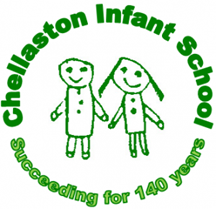 Chellaston Infant School
Succeeding for 140 years